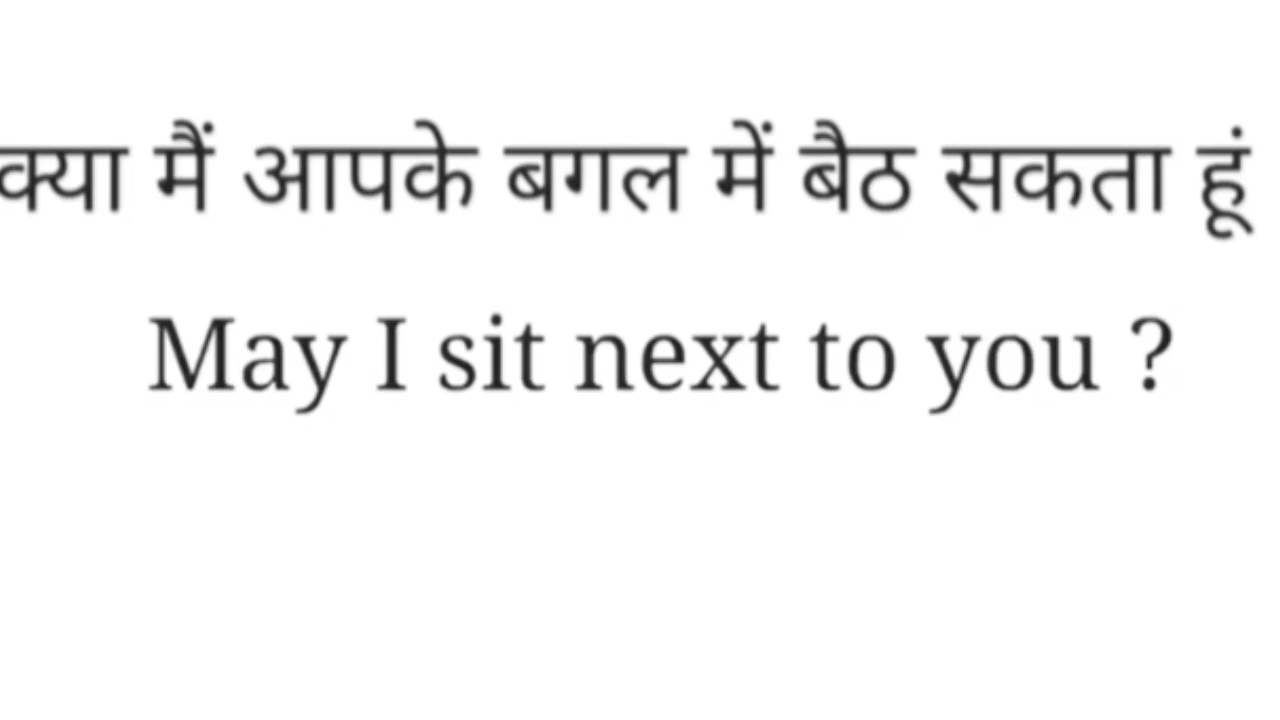 क्या मैं आपके बगल में बैठ सकता हूं
May I sit next to you ?